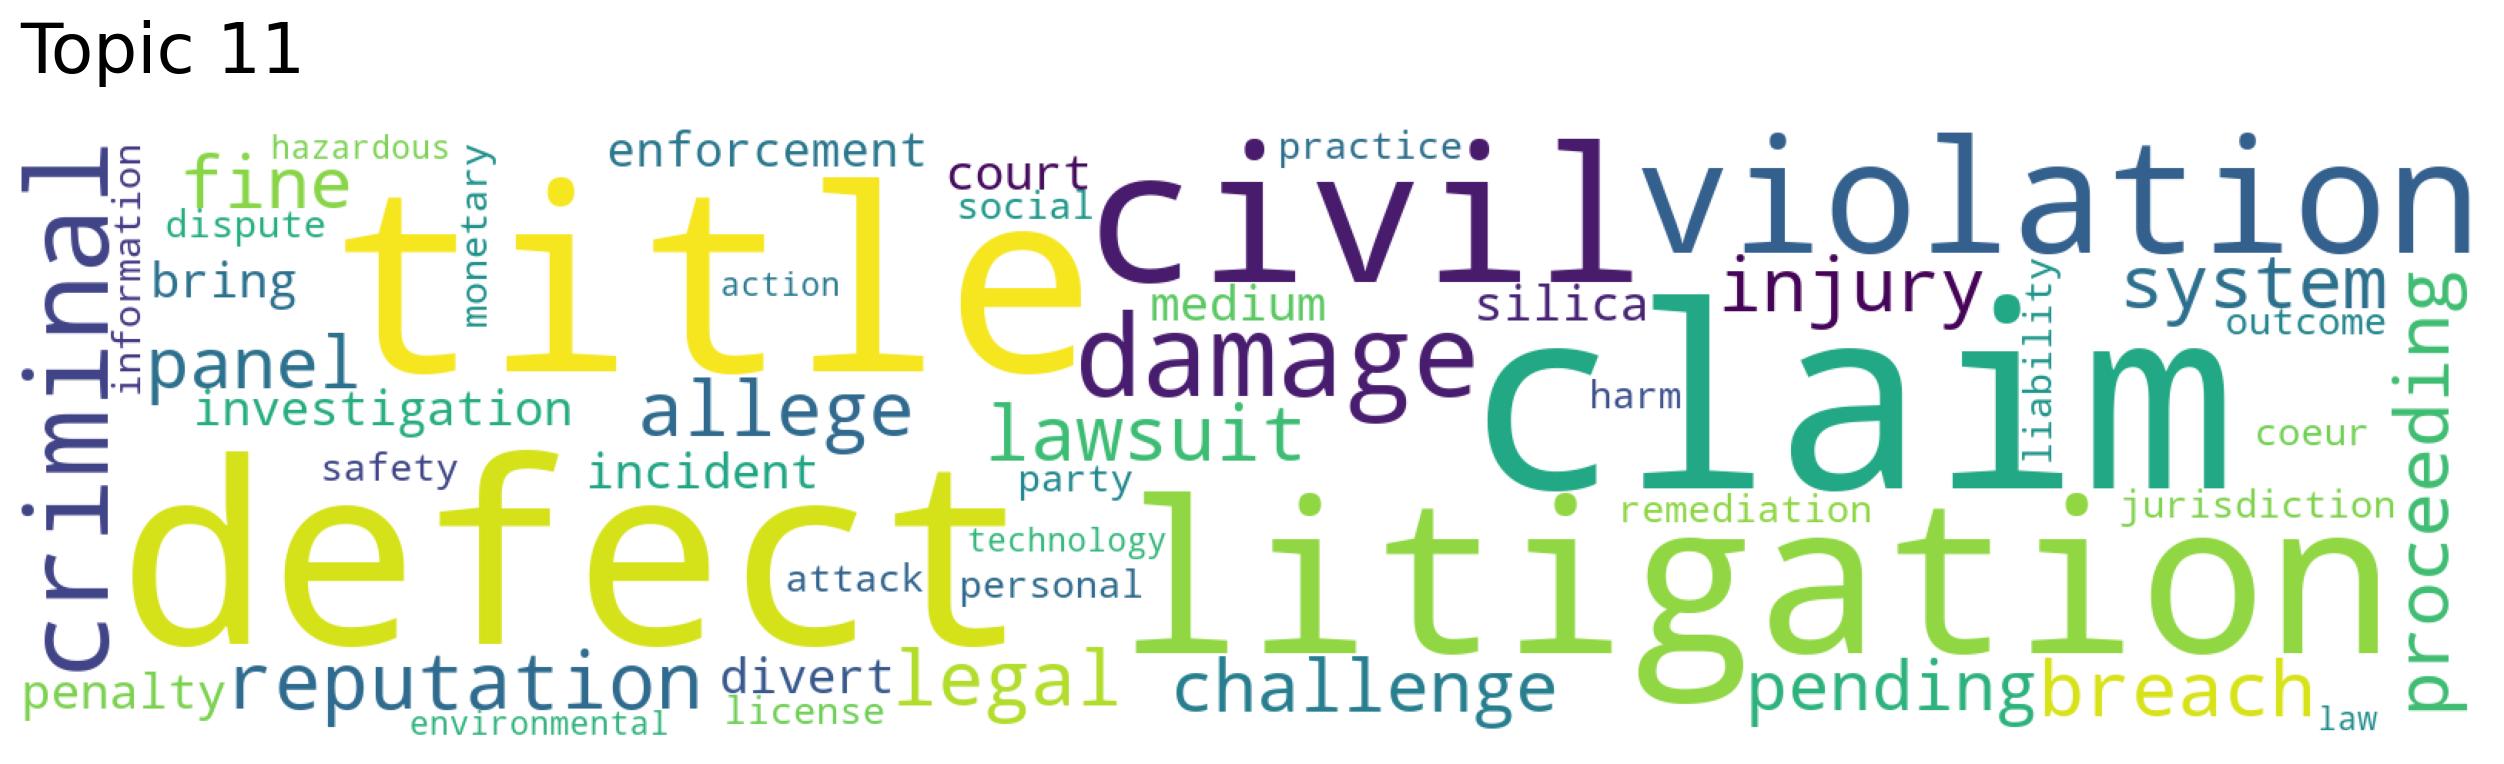 Topic 11
criminal
information
hazardous
fine
dispute
bring
monetary
enforcement
court
social
practice
civil
violation
title
action
panel
medium
silica
injury
system
outcome
liability
damage
claim
harm
investigation
allege
lawsuit
coeur
proceeding
safety
incident
party
defect
technology
attack
personal
litigation
remediation
jurisdiction
penalty
reputation
divert
legal
challenge
pending
breach
environmental
license
law